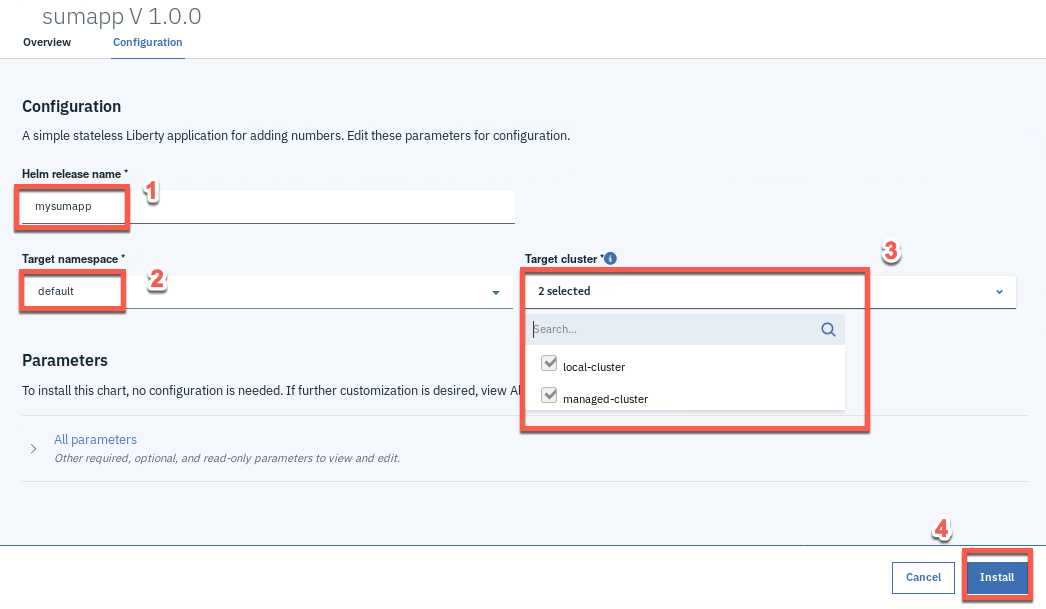 sumapp V 1.0.0
Overview Configuration
Configuration
A simple stateless Liberty application for adding numbers. Edit these parameters for configuration.
Helm release name *
mysumapp
1
Target namespace *
default
2
Target cluster * i
3
2 selected
Search...
local-cluster
managed-cluster
Parameters
To install this chart, no configuration is needed. If further customization is desired, view Al
All parameters
Other required, optional, and read-only parameters to view and edit.
4
Cancel Install